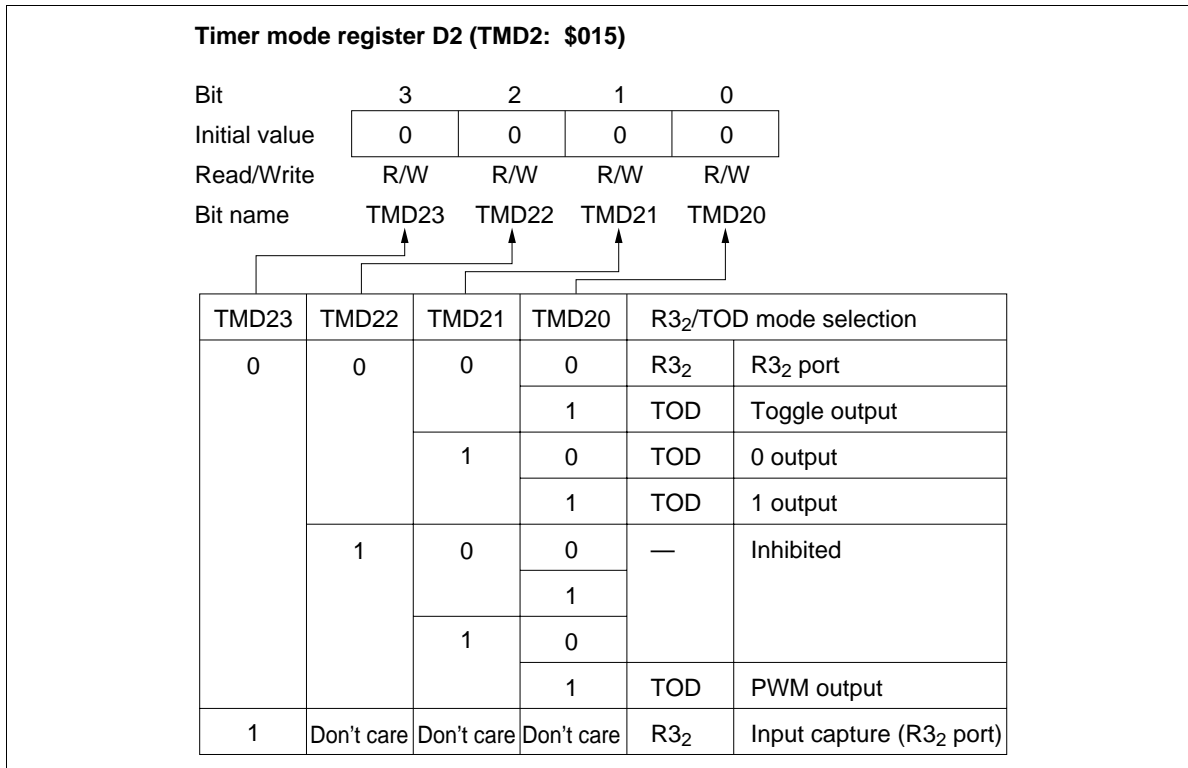 Timer mode register D2 (TMD2: $015)
Bit 3 2 1 0
Initial value 0 0 0 0
Read/Write R/W R/W R/W R/W
Bit name TMD23 TMD22 TMD21 TMD20
TMD23 TMD22 TMD21 TMD20 R3₂/TOD mode selection
0 0 0 0 R3₂ R3₂ port
1 TOD Toggle output
1 0 TOD 0 output
1 TOD 1 output
1 0 0 — Inhibited
1
1 0
1 TOD PWM output
1 Don't care Don't care Don't care R3₂ Input capture (R3₂ port)